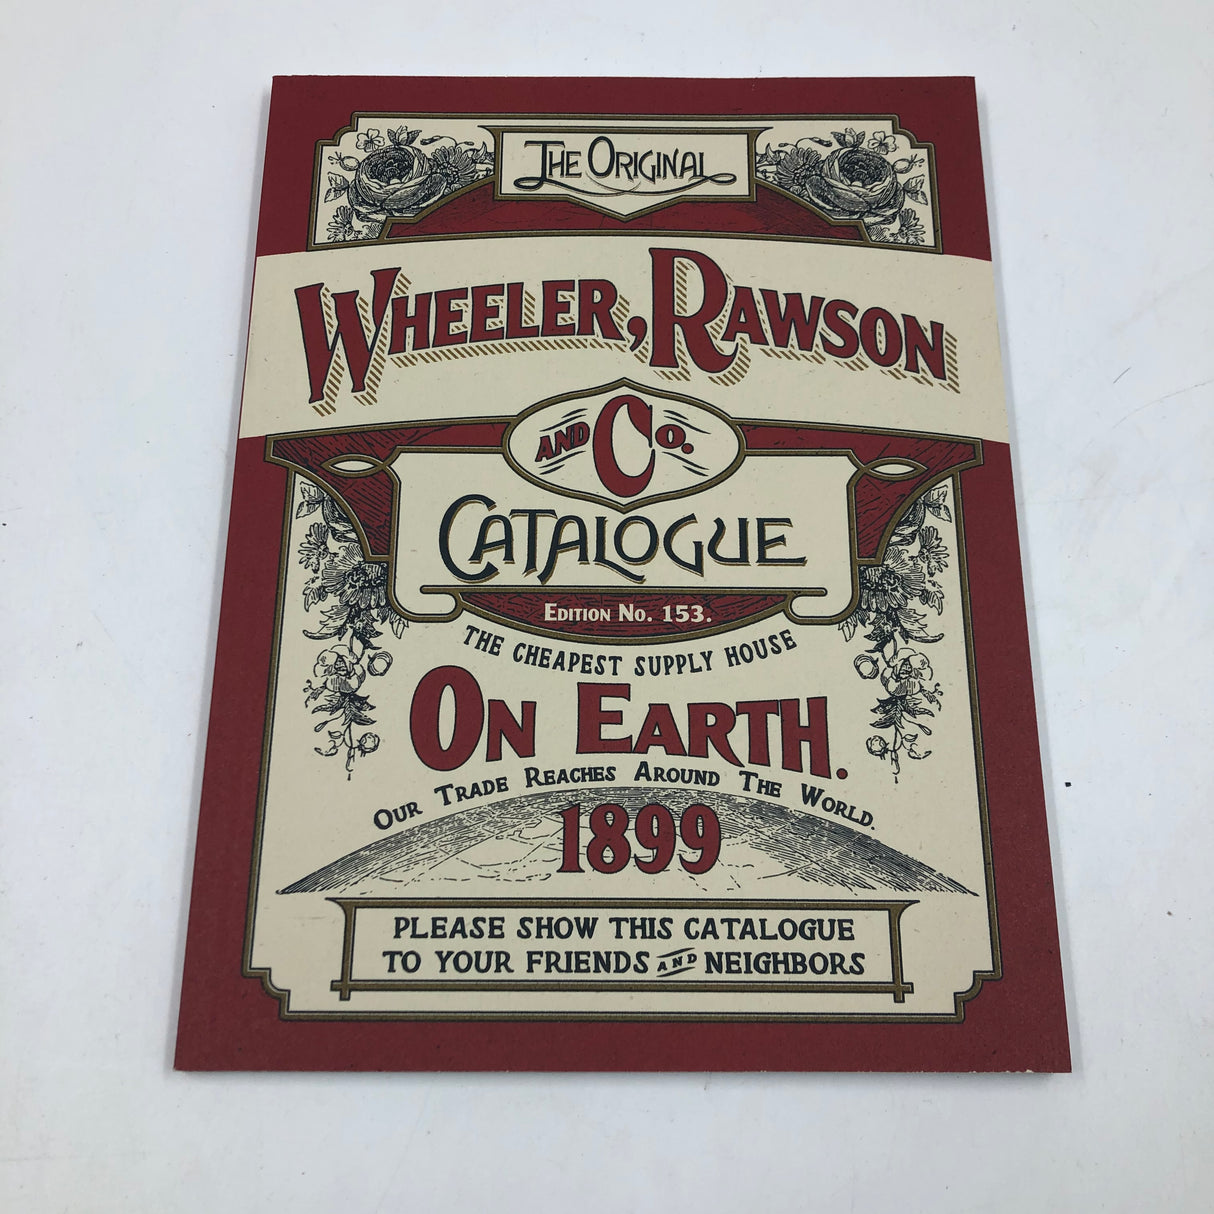 The Original
Wheeler, Rawson
and Co.
Catalogue
Edition No. 153.
THE CHEAPEST SUPPLY HOUSE
On Earth.
Our Trade Reaches Around The World.
1899
PLEASE SHOW THIS CATALOGUE
TO YOUR FRIENDS AND NEIGHBORS